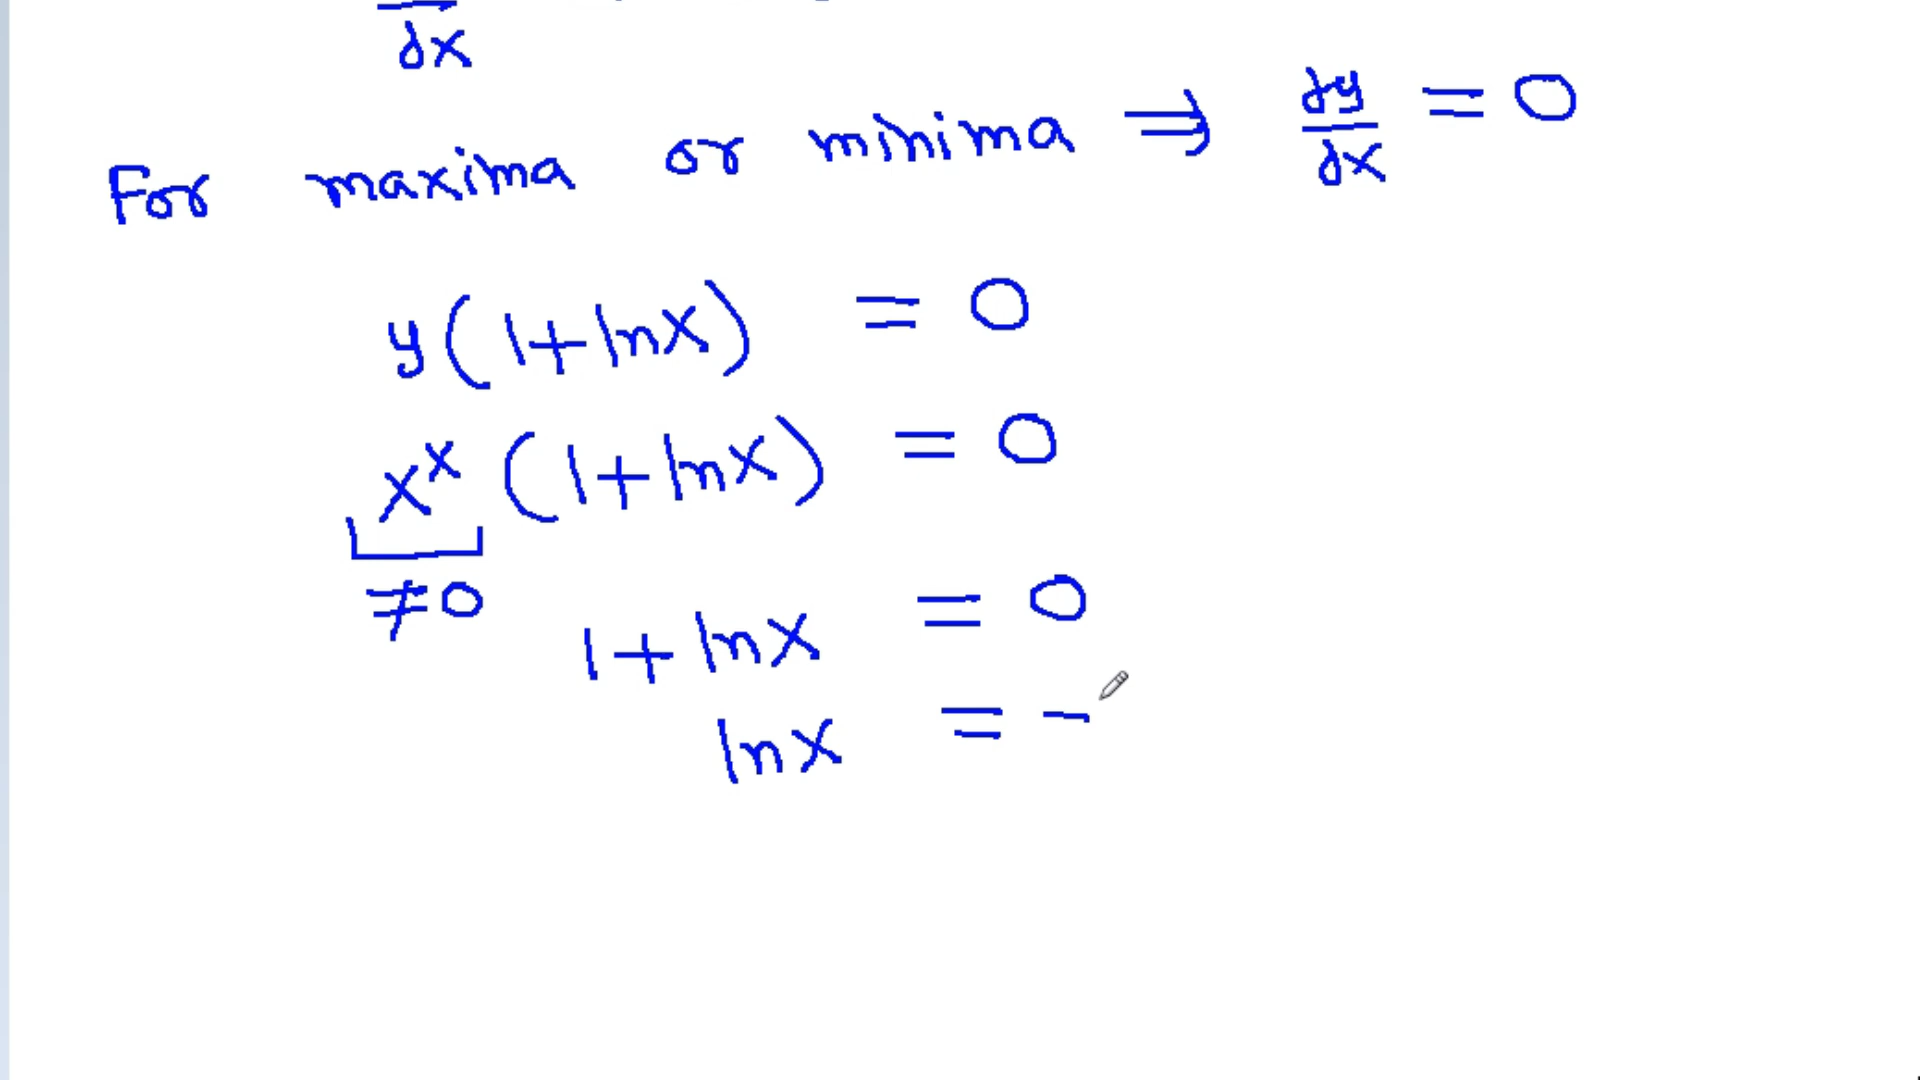 dx
For maxima or minima ⇒ dy/dx = 0
y(1+lnx) = 0
x^x (1+lnx) = 0
≠0
1+lnx = 0
lnx = -